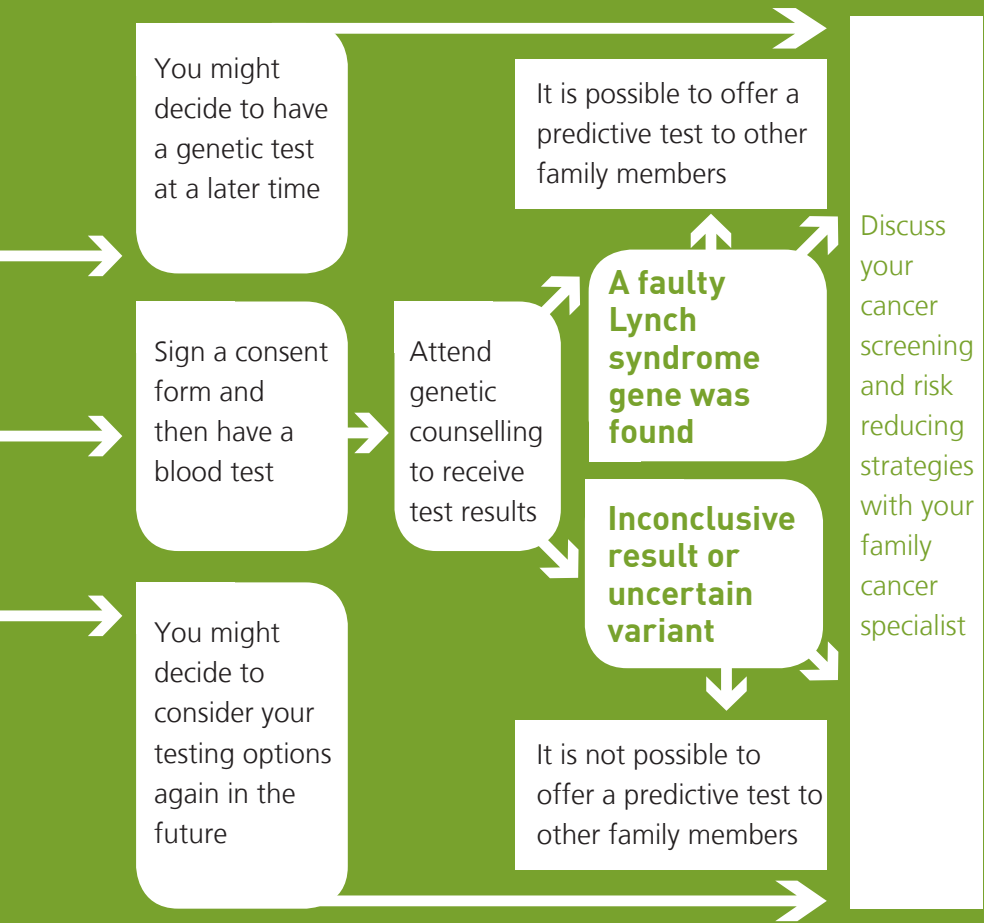 You might
decide to have
a genetic test
at a later time
It is possible to offer a
predictive test to other
family members
Sign a consent
form and
then have a
blood test
Attend
genetic
counselling
to receive
test results
A faulty
Lynch
syndrome
gene was
found
Inconclusive
result or
uncertain
variant
Discuss
your
cancer
screening
and risk
reducing
strategies
with your
family
cancer
specialist
You might
decide to
consider your
testing options
again in the
future
It is not possible to
offer a predictive test to
other family members